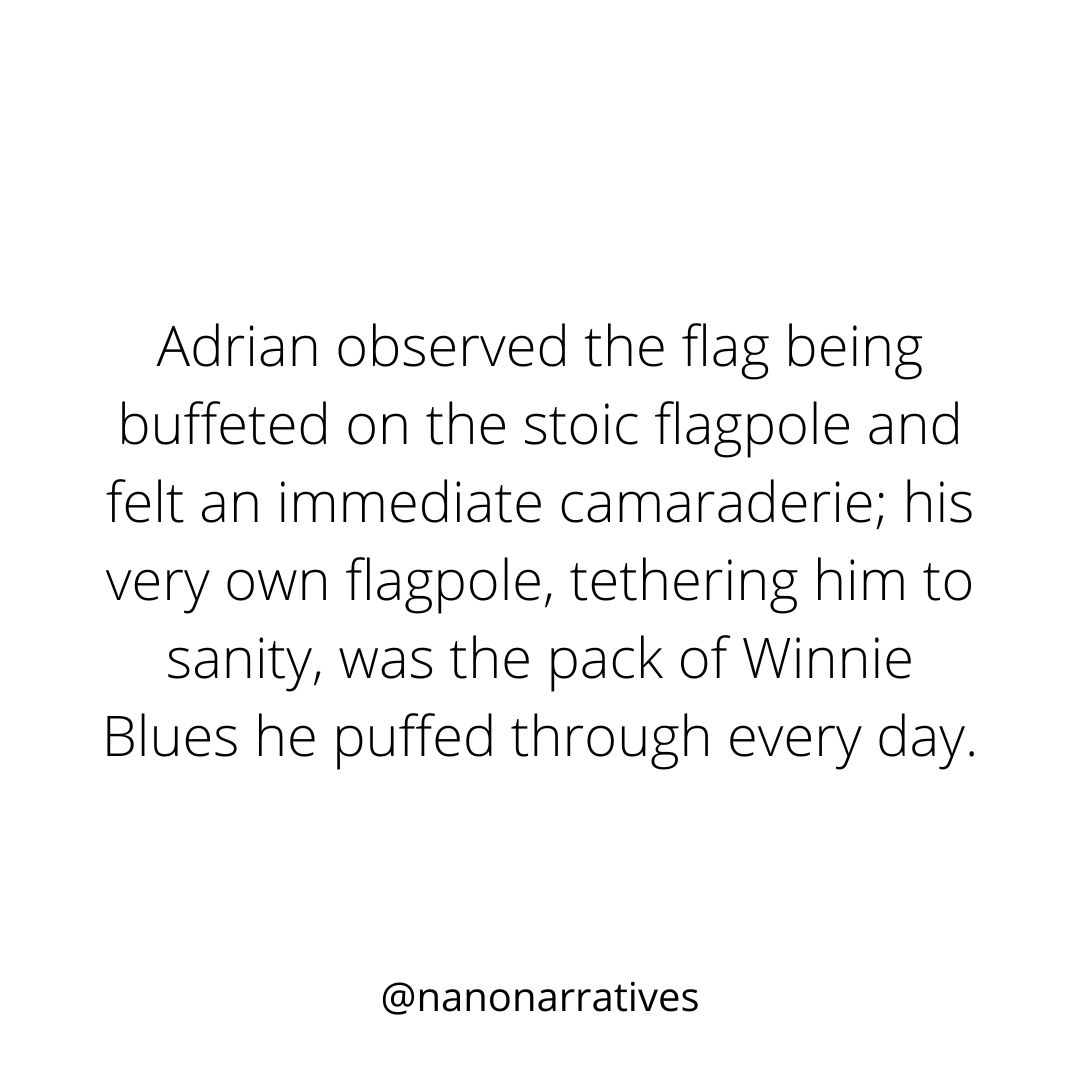 Adrian observed the flag being
buffeted on the stoic flagpole and
felt an immediate camaraderie; his
very own flagpole, tethering him to
sanity, was the pack of Winnie
Blues he puffed through every day.
@nanonarratives